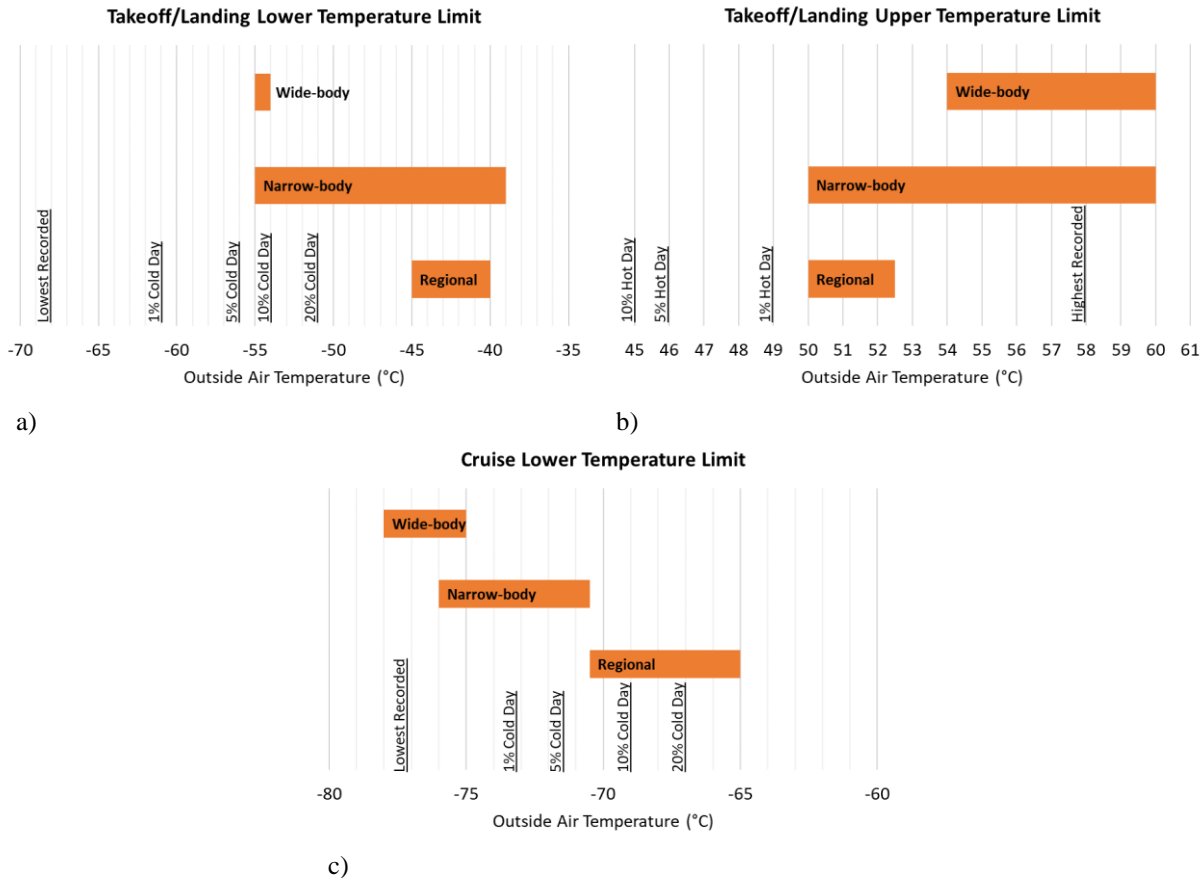 Takeoff/Landing Lower Temperature Limit
Wide-body
Narrow-body
Regional
Lowest Recorded
1% Cold Day
5% Cold Day
10% Cold Day
20% Cold Day
-70 -65 -60 -55 -50 -45 -40 -35
Outside Air Temperature (°C)
a)
Takeoff/Landing Upper Temperature Limit
Wide-body
Narrow-body
Regional
10% Hot Day
5% Hot Day
1% Hot Day
Highest Recorded
45 46 47 48 49 50 51 52 53 54 55 56 57 58 59 60 61
Outside Air Temperature (°C)
b)
Cruise Lower Temperature Limit
Wide-body
Narrow-body
Regional
Lowest Recorded
1% Cold Day
5% Cold Day
10% Cold Day
20% Cold Day
-80 -75 -70 -65 -60
Outside Air Temperature (°C)
c)